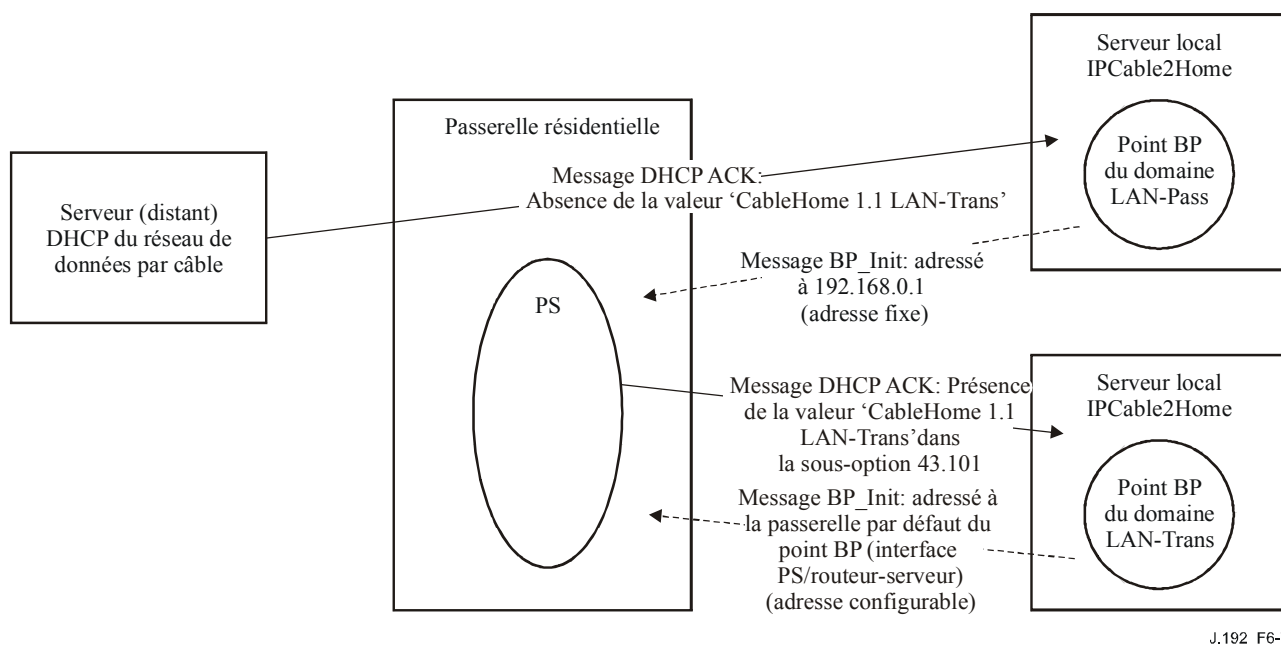 Serveur local
IPCable2Home
Passerelle résidentielle
Point BP
du domaine
LAN-Pass
Message DHCP ACK:
Absence de la valeur ‘CableHome 1.1 LAN-Trans’
Serveur (distant)
DHCP du réseau de
données par câble
Message BP_Init: adressé
à 192.168.0.1
(adresse fixe)
PS
Message DHCP ACK: Présence
de la valeur ‘CableHome 1.1
LAN-Trans’dans
la sous-option 43.101
Serveur local
IPCable2Home
Point BP
du domaine
LAN-Trans
Message BP_Init: adressé à
la passerelle par défaut du
point BP (interface
PS/routeur-serveur)
(adresse configurable)
J.192 F6-